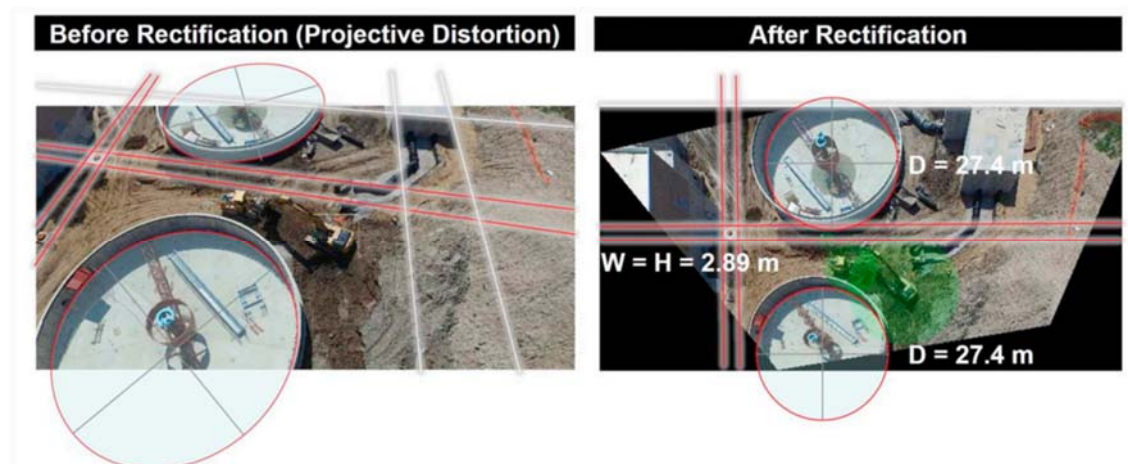 Before Rectification (Projective Distortion)
After Rectification
D = 27.4 m
W = H = 2.89 m
D = 27.4 m